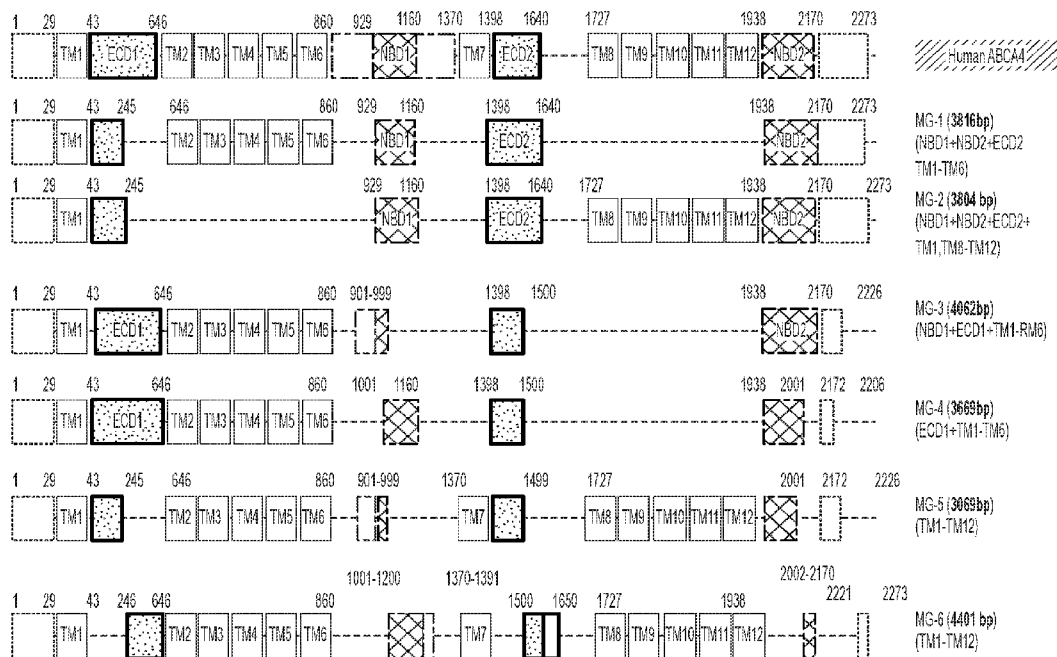 1 29 43 646 860 929 1160 1370 1398 1640 1727 1938 2170 2273
TM1 ECD1 TM2 TM3 TM4 TM5 TM6 NBD1 TM7 ECD2 TM8 TM9 TM10 TM11 TM12 NBD2
Human ABCA4
1 29 43 245 646 860 929 1160 1398 1640 1938 2170 2273
TM1 TM2 TM3 TM4 TM5 TM6 NBD1 ECD2 NBD2
MG-1 (3816bp)
(NBD1+NBD2+ECD2
TM1-TM6)
1 29 43 245 929 1160 1398 1640 1727 1938 2170 2273
TM1 NBD1 ECD2 TM8 TM9 TM10 TM11 TM12 NBD2
MG-2 (3804 bp)
(NBD1+NBD2+ECD2+
TM1,TM8-TM12)
1 29 43 646 860 901-999 1398 1500 1938 2170 2226
TM1 ECD1 TM2 TM3 TM4 TM5 TM6 NBD2
MG-3 (4062bp)
(NBD1+ECD1+TM1-RM6)
1 29 43 646 860 1001 1160 1398 1500 1938 2001 2172 2206
TM1 ECD1 TM2 TM3 TM4 TM5 TM6
MG-4 (3669bp)
(ECD1+TM1-TM6)
1 29 43 245 646 860 901-999 1370 1499 1727 2001 2172 2226
TM1 TM2 TM3 TM4 TM5 TM6 TM7 TM8 TM9 TM10 TM11 TM12
MG-5 (3069bp)
(TM1-TM12)
1001-1200 1370-1391 2002-2170
1 29 43 246 646 860 1500 1650 1727 1938 2221 2273
TM1 TM2 TM3 TM4 TM5 TM6 TM7 TM8 TM9 TM10 TM11 TM12
MG-6 (4401 bp)
(TM1-TM12)